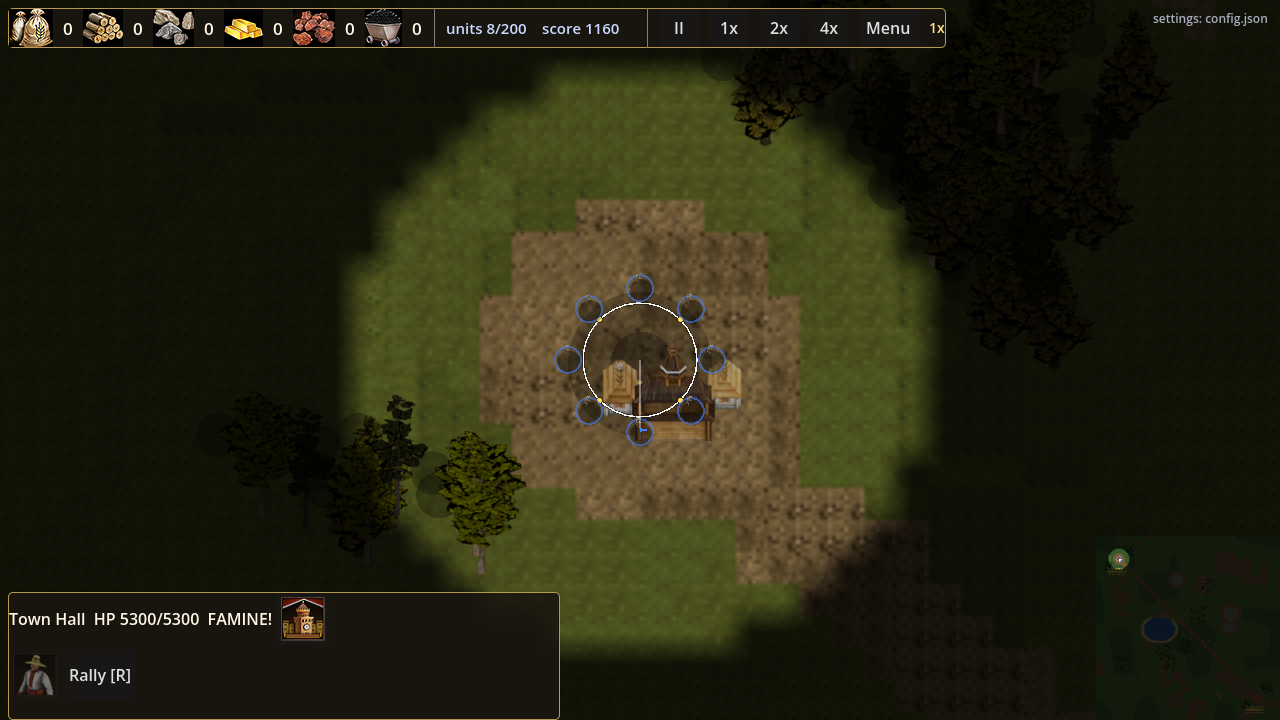 0 0 0 0 0 0 units 8/200 score 1160 II 1x 2x 4x Menu 1x
settings: config.json
Town Hall HP 5300/5300 FAMINE!
Rally [R]